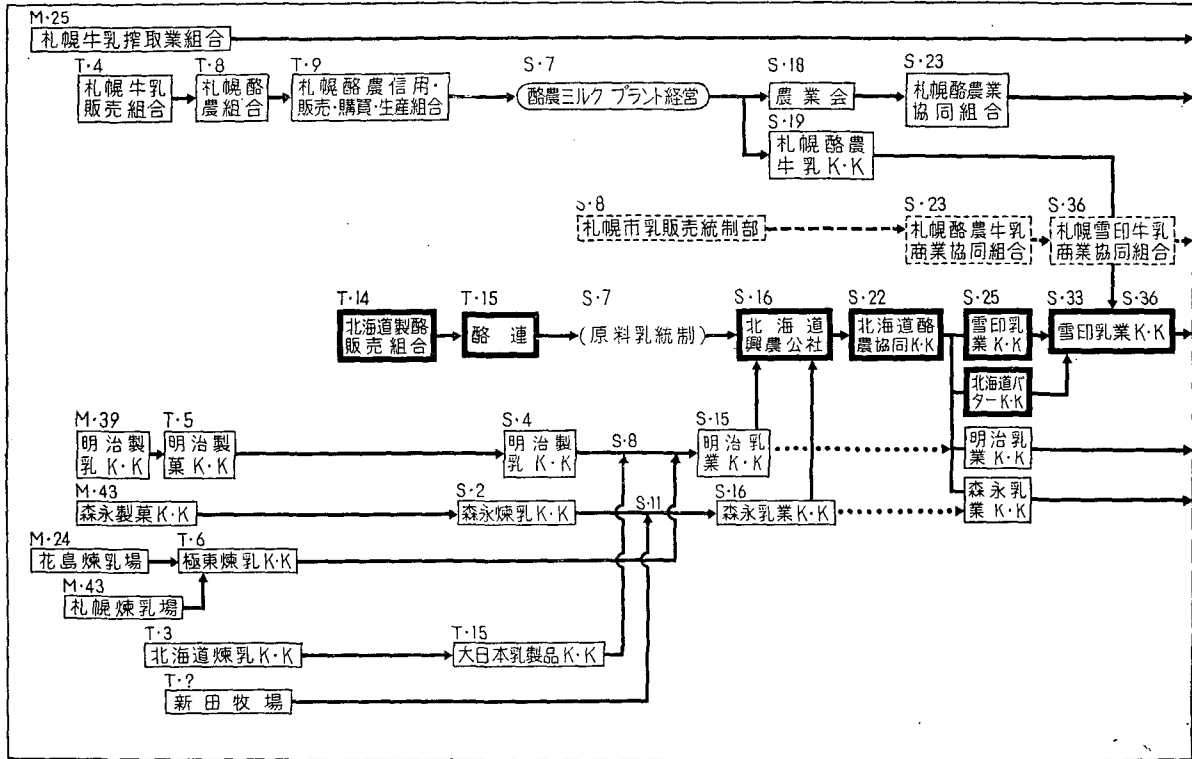 M·25
札幌牛乳搾取業組合
T·4
札幌牛乳
販売組合
T·8
札幌酪
農組合
T·9
札幌酪農信用·
販売·購買·生産組合
S·7
酪農ミルク プラント経営
S·18
農業会
S·23
札幌酪農業
協同組合
S·19
札幌酪農
牛乳K·K
S·8
札幌市乳販売統制部
S·23
札幌酪農牛乳
商業協同組合
S·36
札幌雪印牛乳
商業協同組合
T·14
北海道製酪
販売組合
T·15
酪連
S·7
(原料乳統制)
S·16
北海道
興農公社
S·22
北海道酪
農協同K·K
S·25
雪印乳
業K·K
S·33
S·36
雪印乳業K·K
北海道バ
ターK·K
M·39
明治製
乳K·K
T·5
明治製
菓K·K
S·4
明治製
乳K·K
S·8
S·15
明治乳
業K·K
明治乳
業K·K
M·43
森永製菓K·K
S·2
森永煉乳K·K
S·11
S·16
森永乳業K·K
森永乳
業K·K
M·24
花島煉乳場
T·6
極東煉乳K·K
M·43
札幌煉乳場
T·3
北海道煉乳K·K
T·15
大日本乳製品K·K
T·?
新田牧場